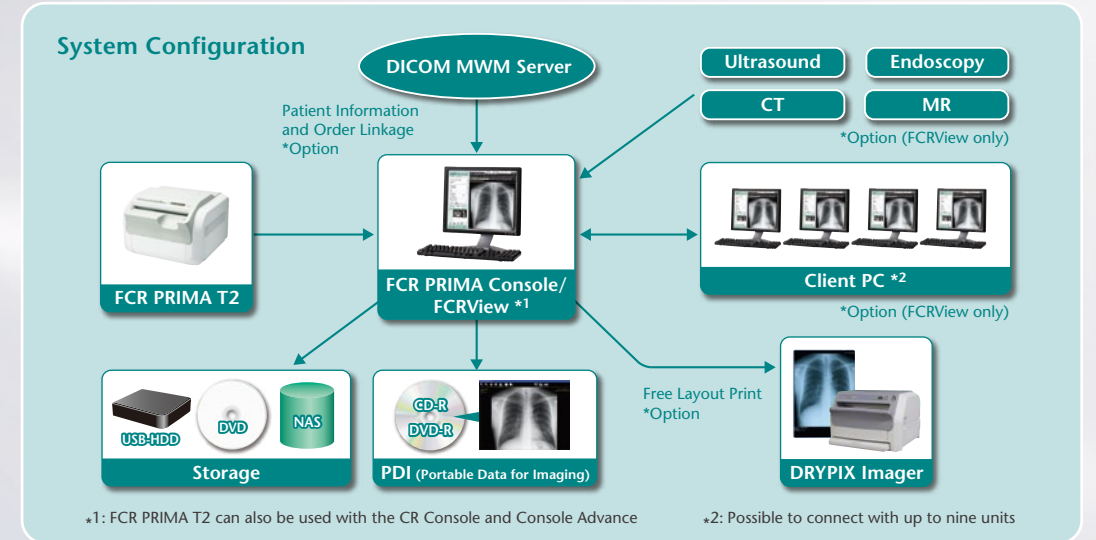 System Configuration
DICOM MWM Server
Ultrasound
Endoscopy
CT
MR
*Option (FCRView only)
Patient Information
and Order Linkage
*Option
FCR PRIMA T2
FCR PRIMA Console/
FCRView *1
Client PC *2
*Option (FCRView only)
USB-HDD
DVD
NAS
Storage
CD-R
DVD-R
PDI (Portable Data for Imaging)
Free Layout Print
*Option
DRYPIX Imager
*1: FCR PRIMA T2 can also be used with the CR Console and Console Advance
*2: Possible to connect with up to nine units